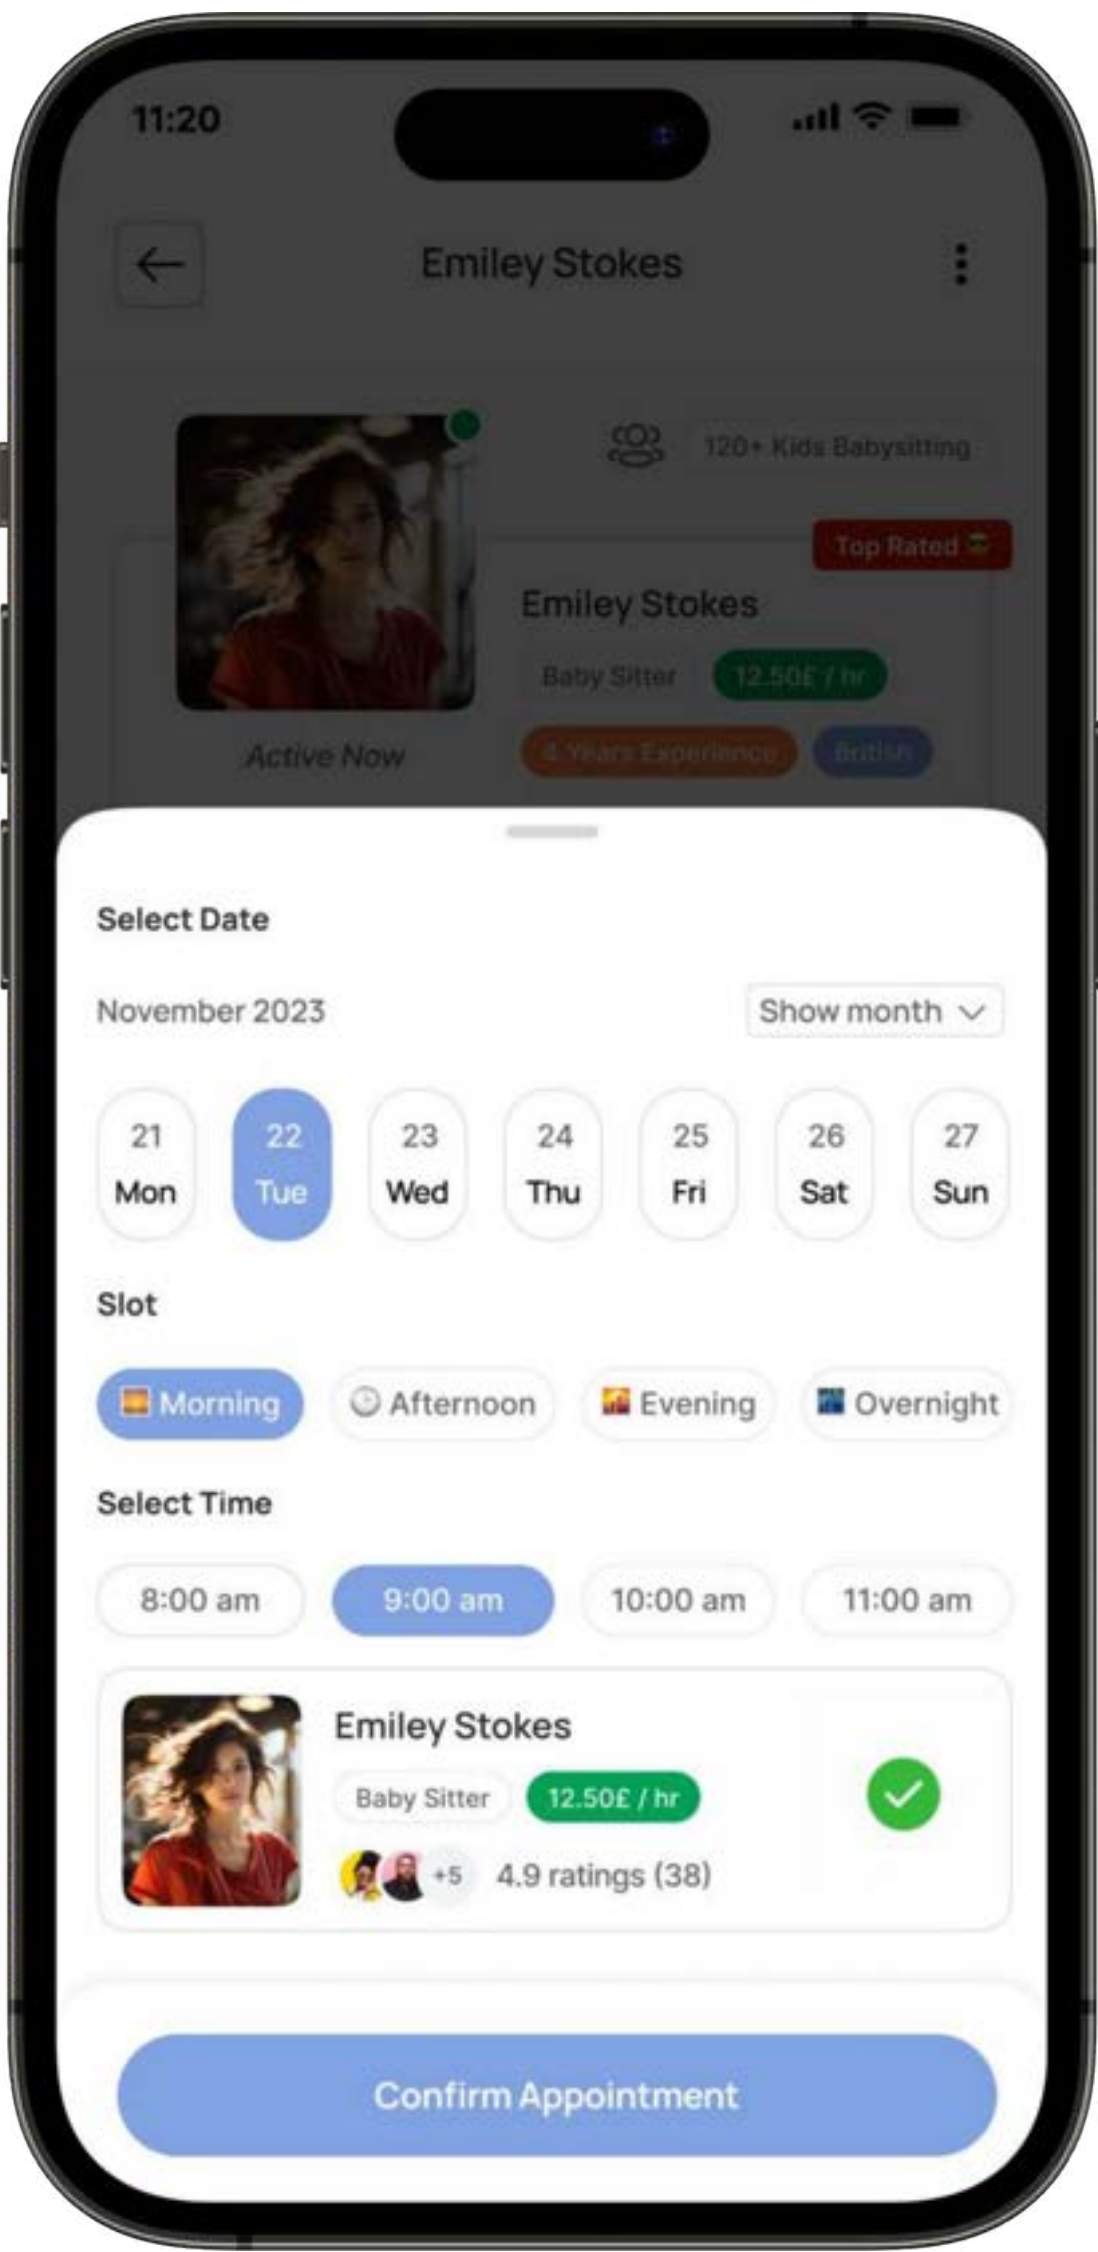 11:20
Emiley Stokes
120+ Kids Babysitting
Top Rated 😎
Emiley Stokes
Baby Sitter 12.50£ / hr
Active Now
4 Years Experience British
Select Date
November 2023 Show month
21 22 23 24 25 26 27
Mon Tue Wed Thu Fri Sat Sun
Slot
Morning Afternoon Evening Overnight
Select Time
8:00 am 9:00 am 10:00 am 11:00 am
Emiley Stokes
Baby Sitter 12.50£ / hr
+5 4.9 ratings (38)
Confirm Appointment